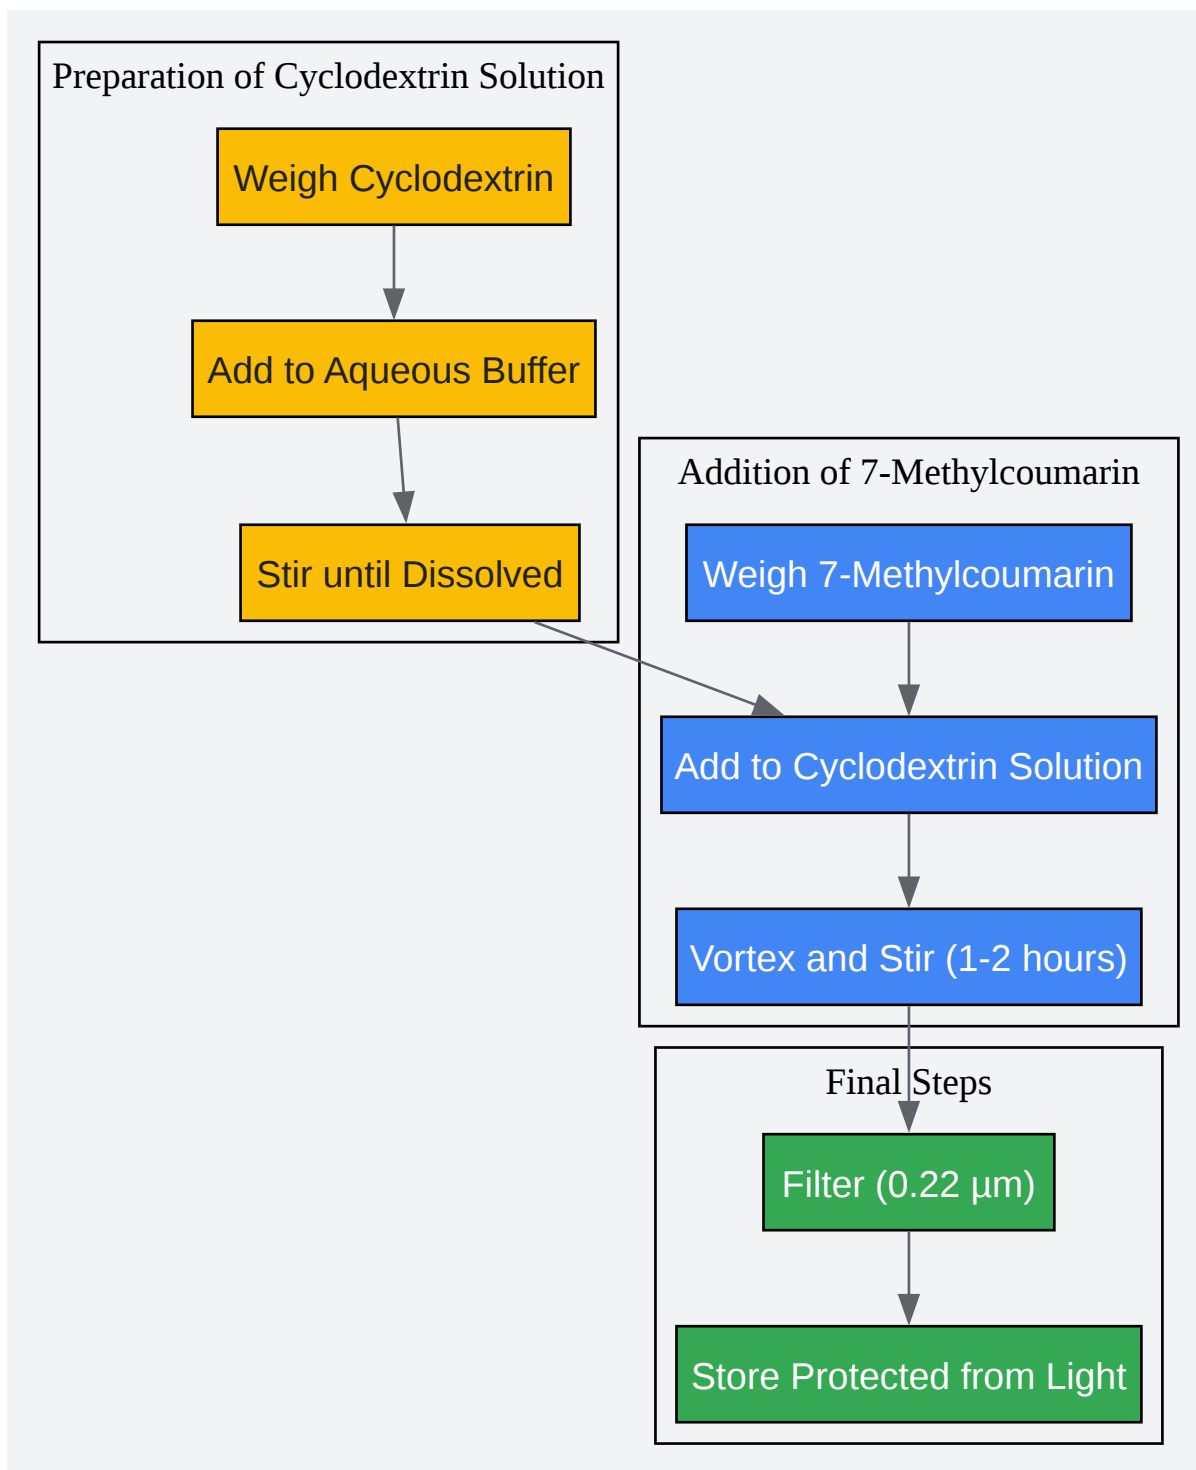 Preparation of Cyclodextrin Solution
Weigh Cyclodextrin
Add to Aqueous Buffer
Stir until Dissolved
Addition of 7-Methylcoumarin
Weigh 7-Methylcoumarin
Add to Cyclodextrin Solution
Vortex and Stir (1-2 hours)
Final Steps
Filter (0.22 µm)
Store Protected from Light